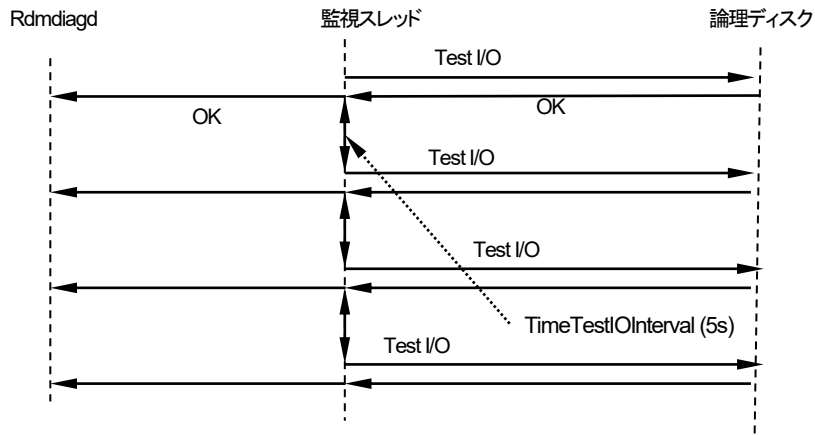 Rdmdiagd
監視スレッド
論理ディスク
Test I/O
OK
OK
Test I/O
Test I/O
TimeTestIOInterval (5s)
Test I/O